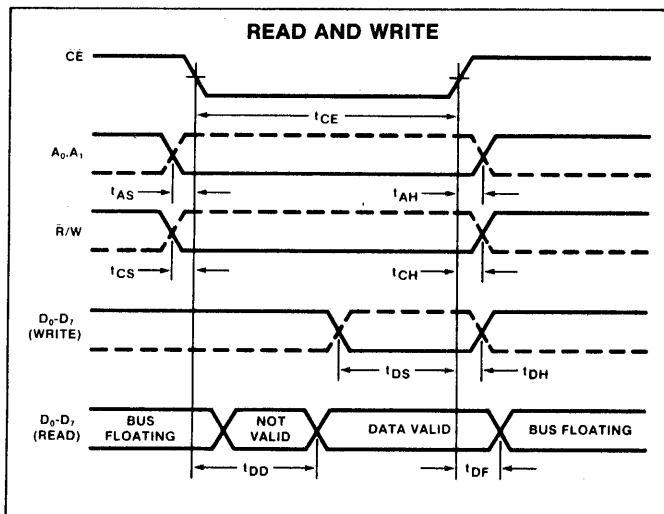 READ AND WRITE
C̅E̅
tCE
A0,A1
tAS
tAH
R̅/W
tCS
tCH
D0-D7
(WRITE)
tDS
tDH
D0-D7
(READ)
BUS
FLOATING
NOT
VALID
DATA VALID
BUS FLOATING
tDD
tDF